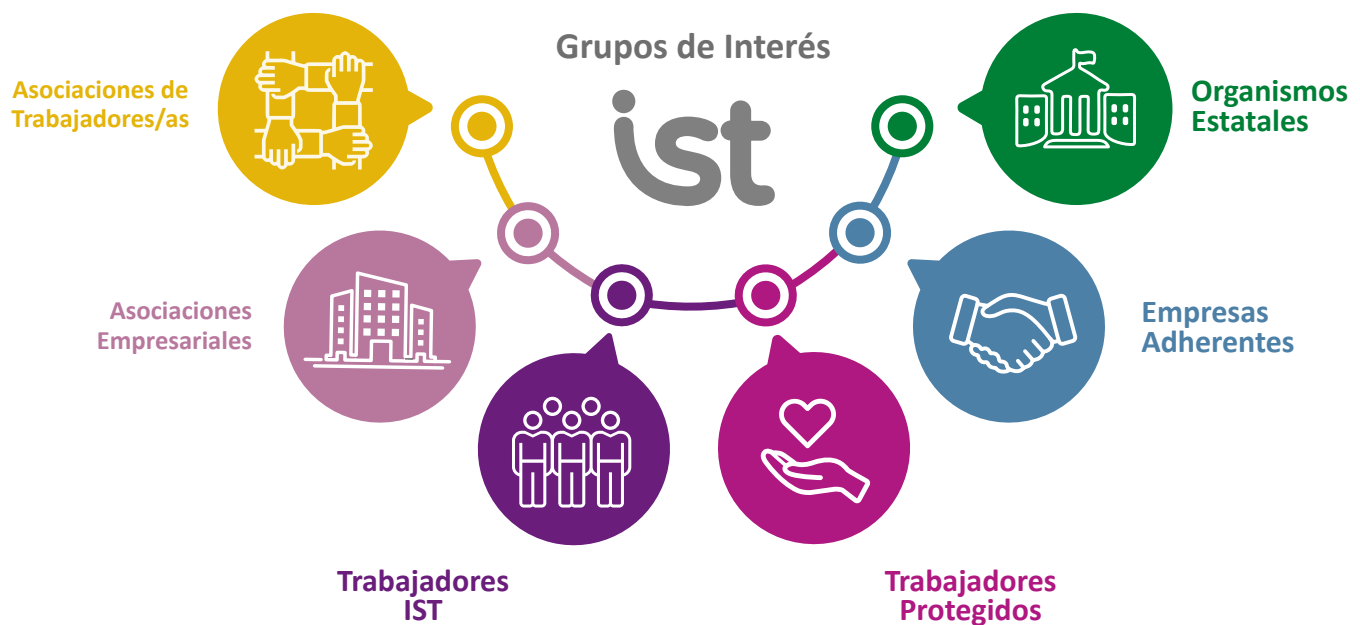 Grupos de Interés
ist
Asociaciones de
Trabajadores/as
Asociaciones
Empresariales
Trabajadores
IST
Trabajadores
Protegidos
Empresas
Adherentes
Organismos
Estatales